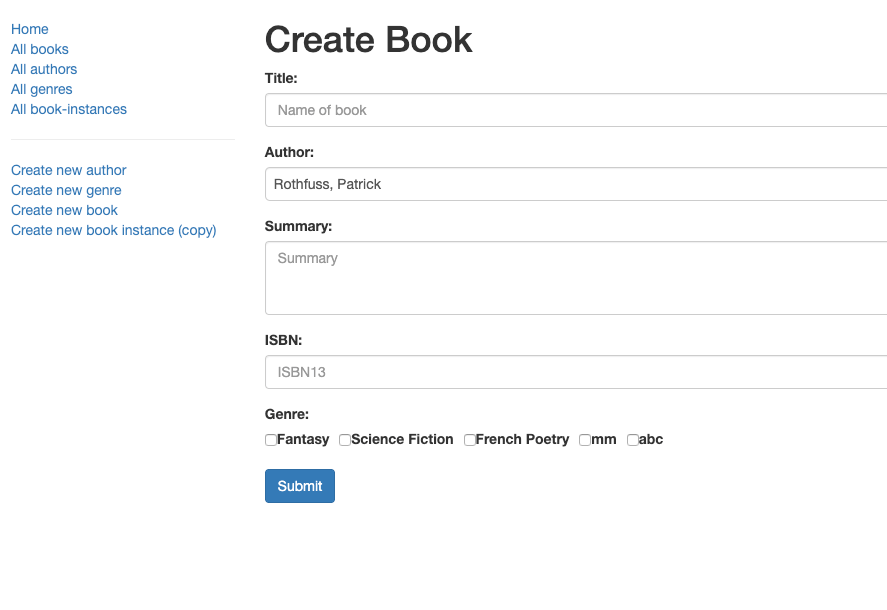 Home
All books
All authors
All genres
All book-instances
Create new author
Create new genre
Create new book
Create new book instance (copy)
Create Book
Title:
Name of book
Author:
Rothfuss, Patrick
Summary:
Summary
ISBN:
ISBN13
Genre:
Fantasy Science Fiction French Poetry mm abc
Submit